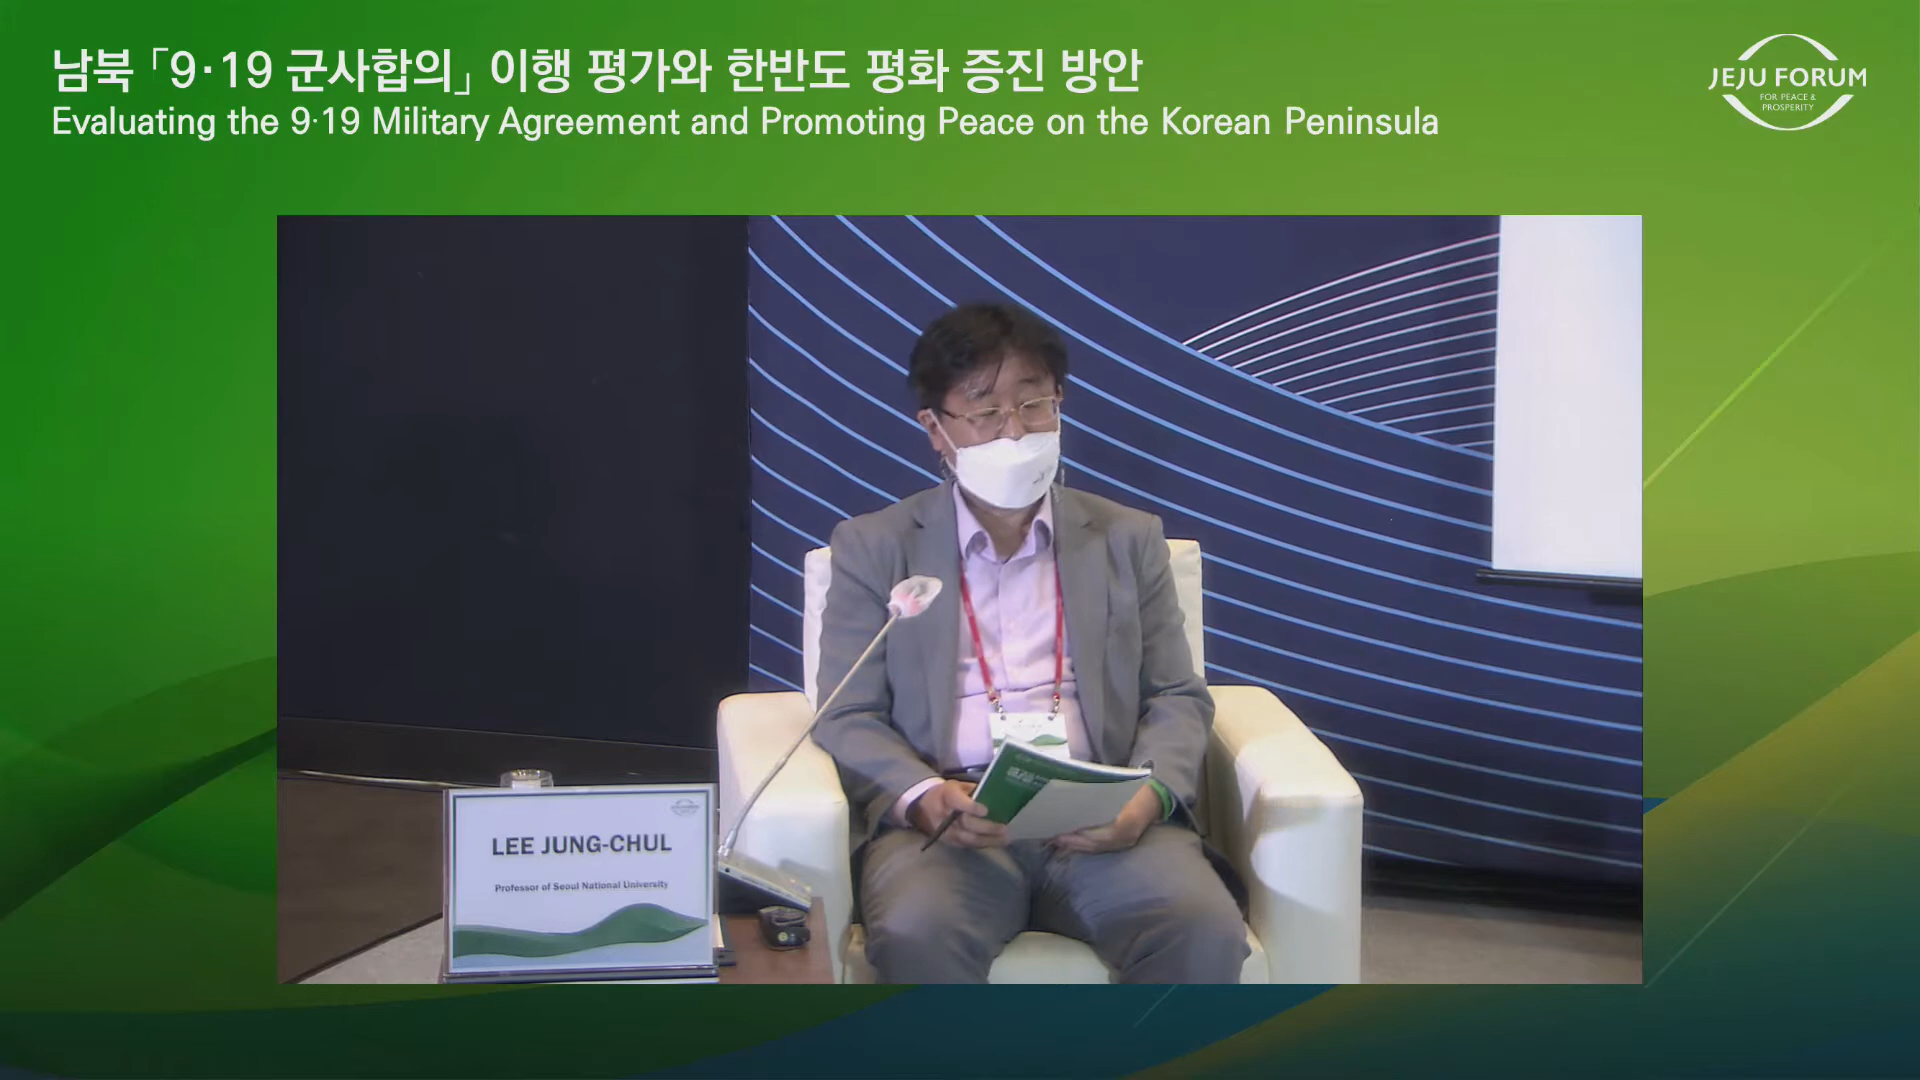 남북 「9·19 군사합의」 이행 평가와 한반도 평화 증진 방안
Evaluating the 9·19 Military Agreement and Promoting Peace on the Korean Peninsula
JEJU FORUM
FOR PEACE &
PROSPERITY
LEE JUNG-CHUL
Professor of Seoul National University